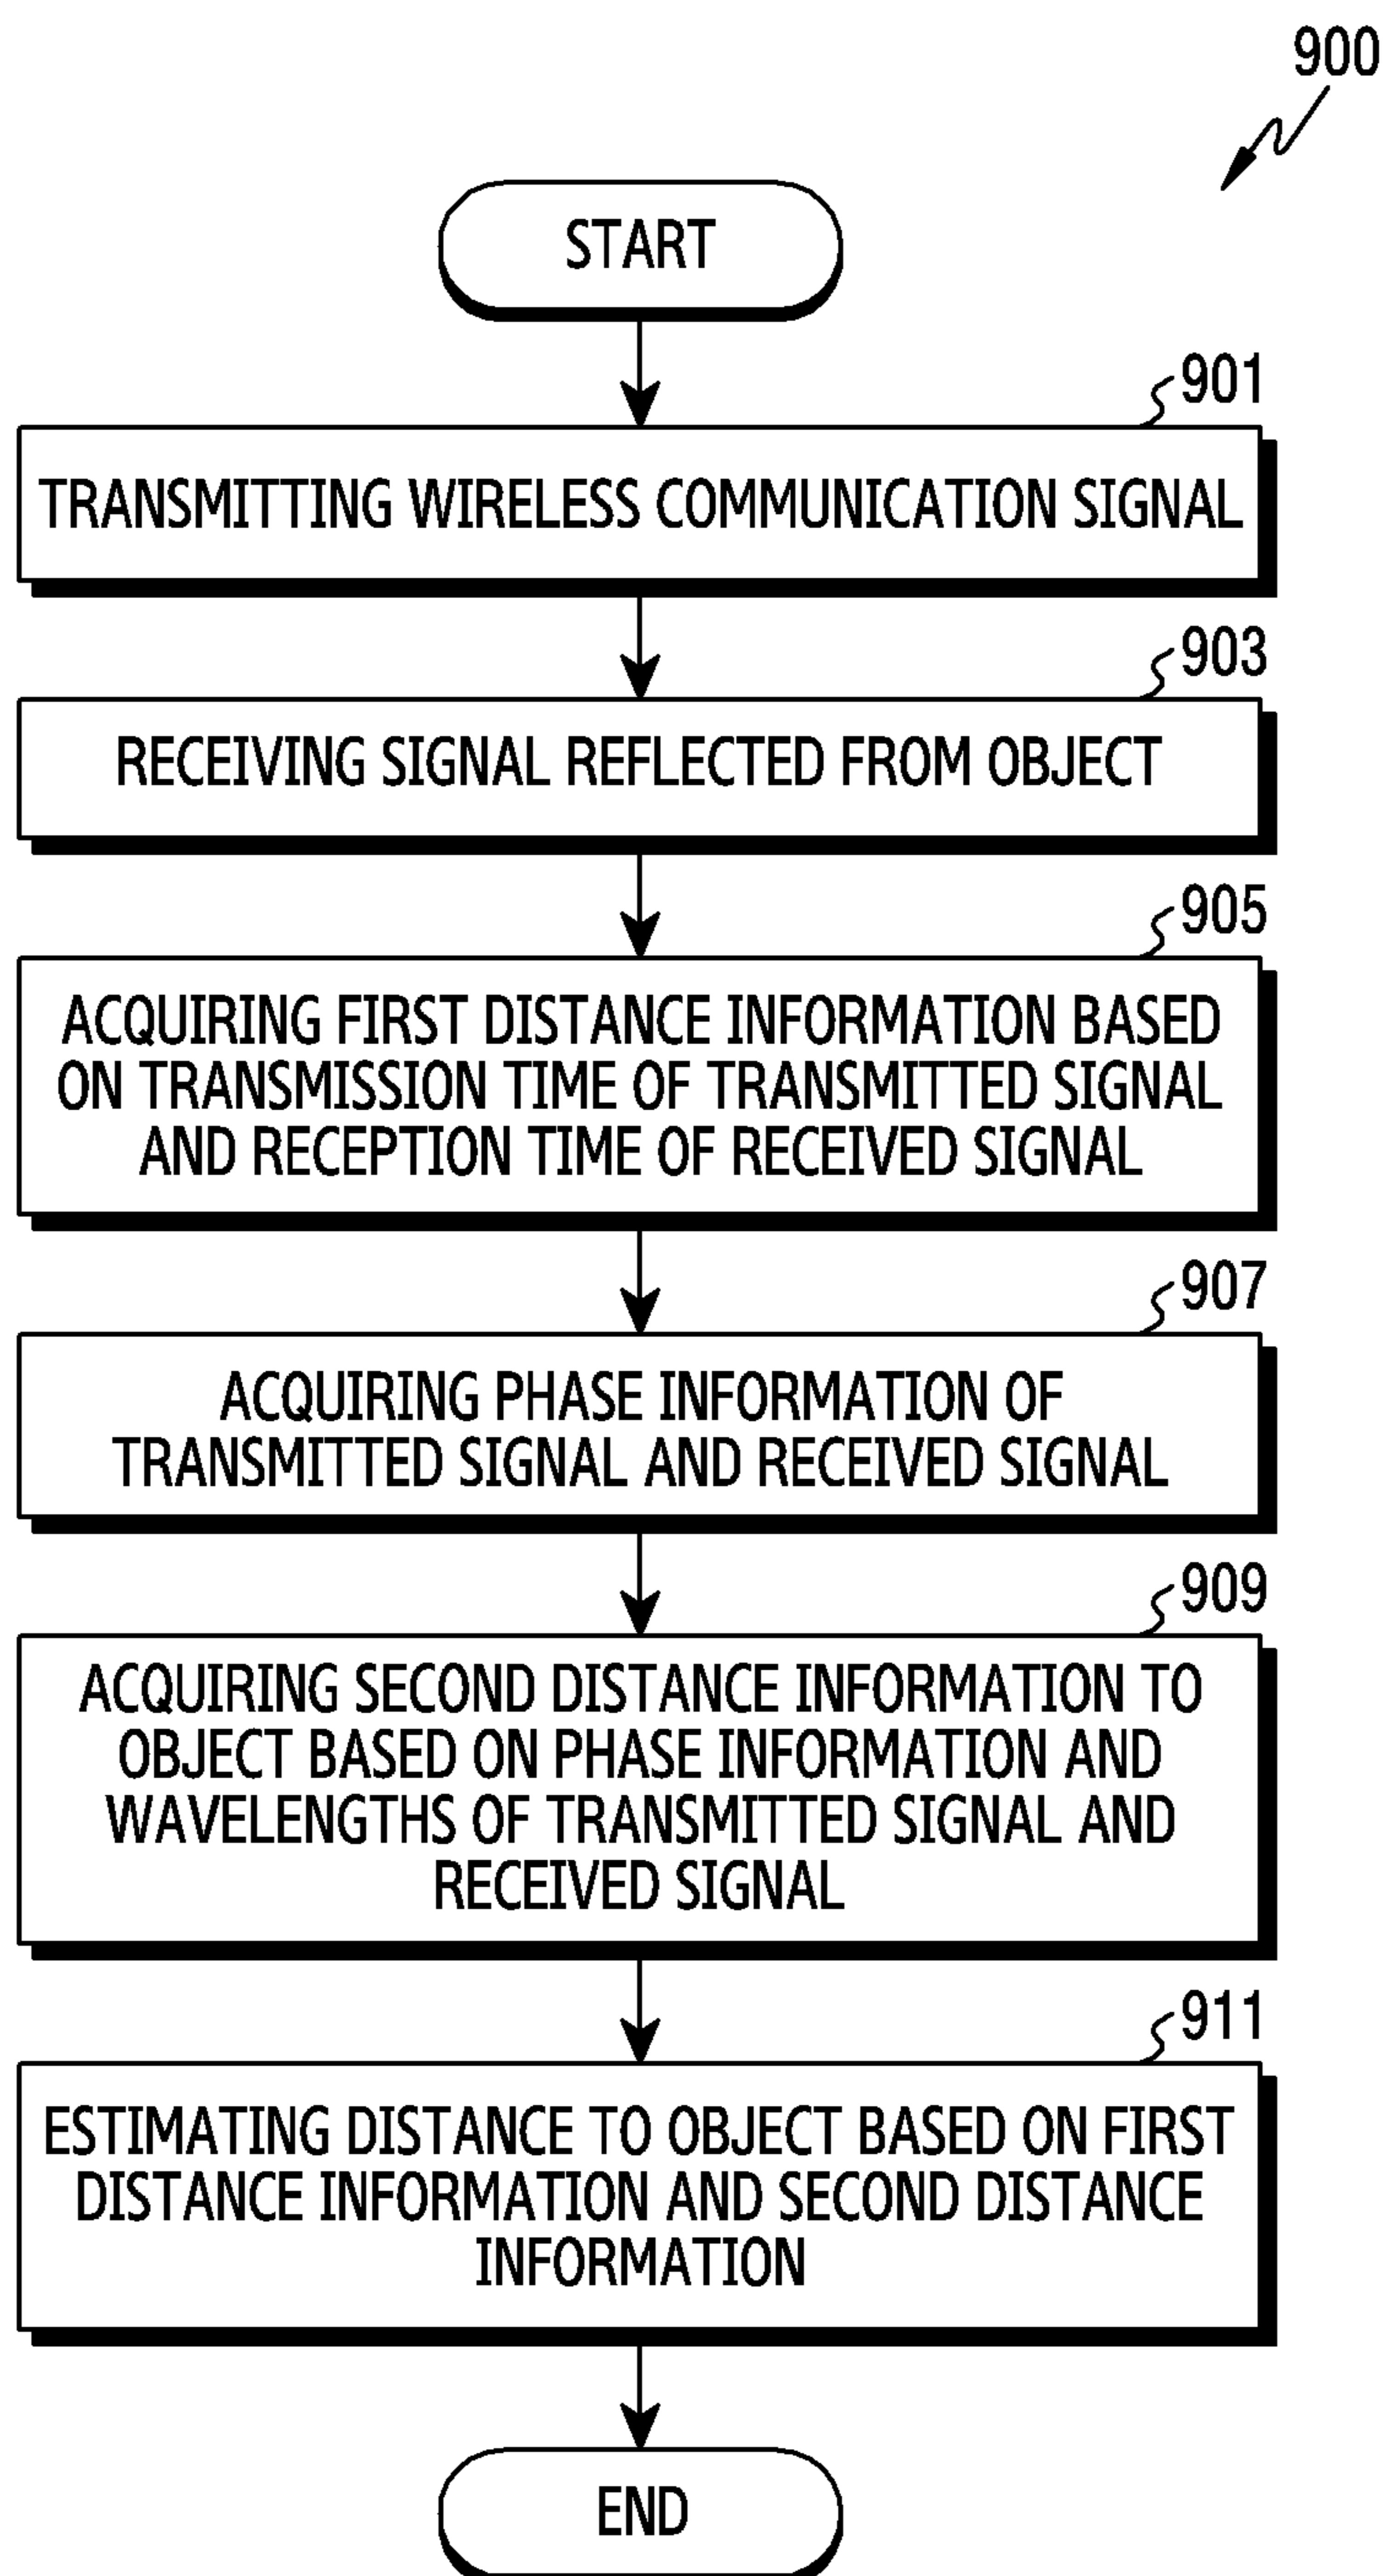 900
START
901
TRANSMITTING WIRELESS COMMUNICATION SIGNAL
903
RECEIVING SIGNAL REFLECTED FROM OBJECT
905
ACQUIRING FIRST DISTANCE INFORMATION BASED
ON TRANSMISSION TIME OF TRANSMITTED SIGNAL
AND RECEPTION TIME OF RECEIVED SIGNAL
907
ACQUIRING PHASE INFORMATION OF
TRANSMITTED SIGNAL AND RECEIVED SIGNAL
909
ACQUIRING SECOND DISTANCE INFORMATION TO
OBJECT BASED ON PHASE INFORMATION AND
WAVELENGTHS OF TRANSMITTED SIGNAL AND
RECEIVED SIGNAL
911
ESTIMATING DISTANCE TO OBJECT BASED ON FIRST
DISTANCE INFORMATION AND SECOND DISTANCE
INFORMATION
END